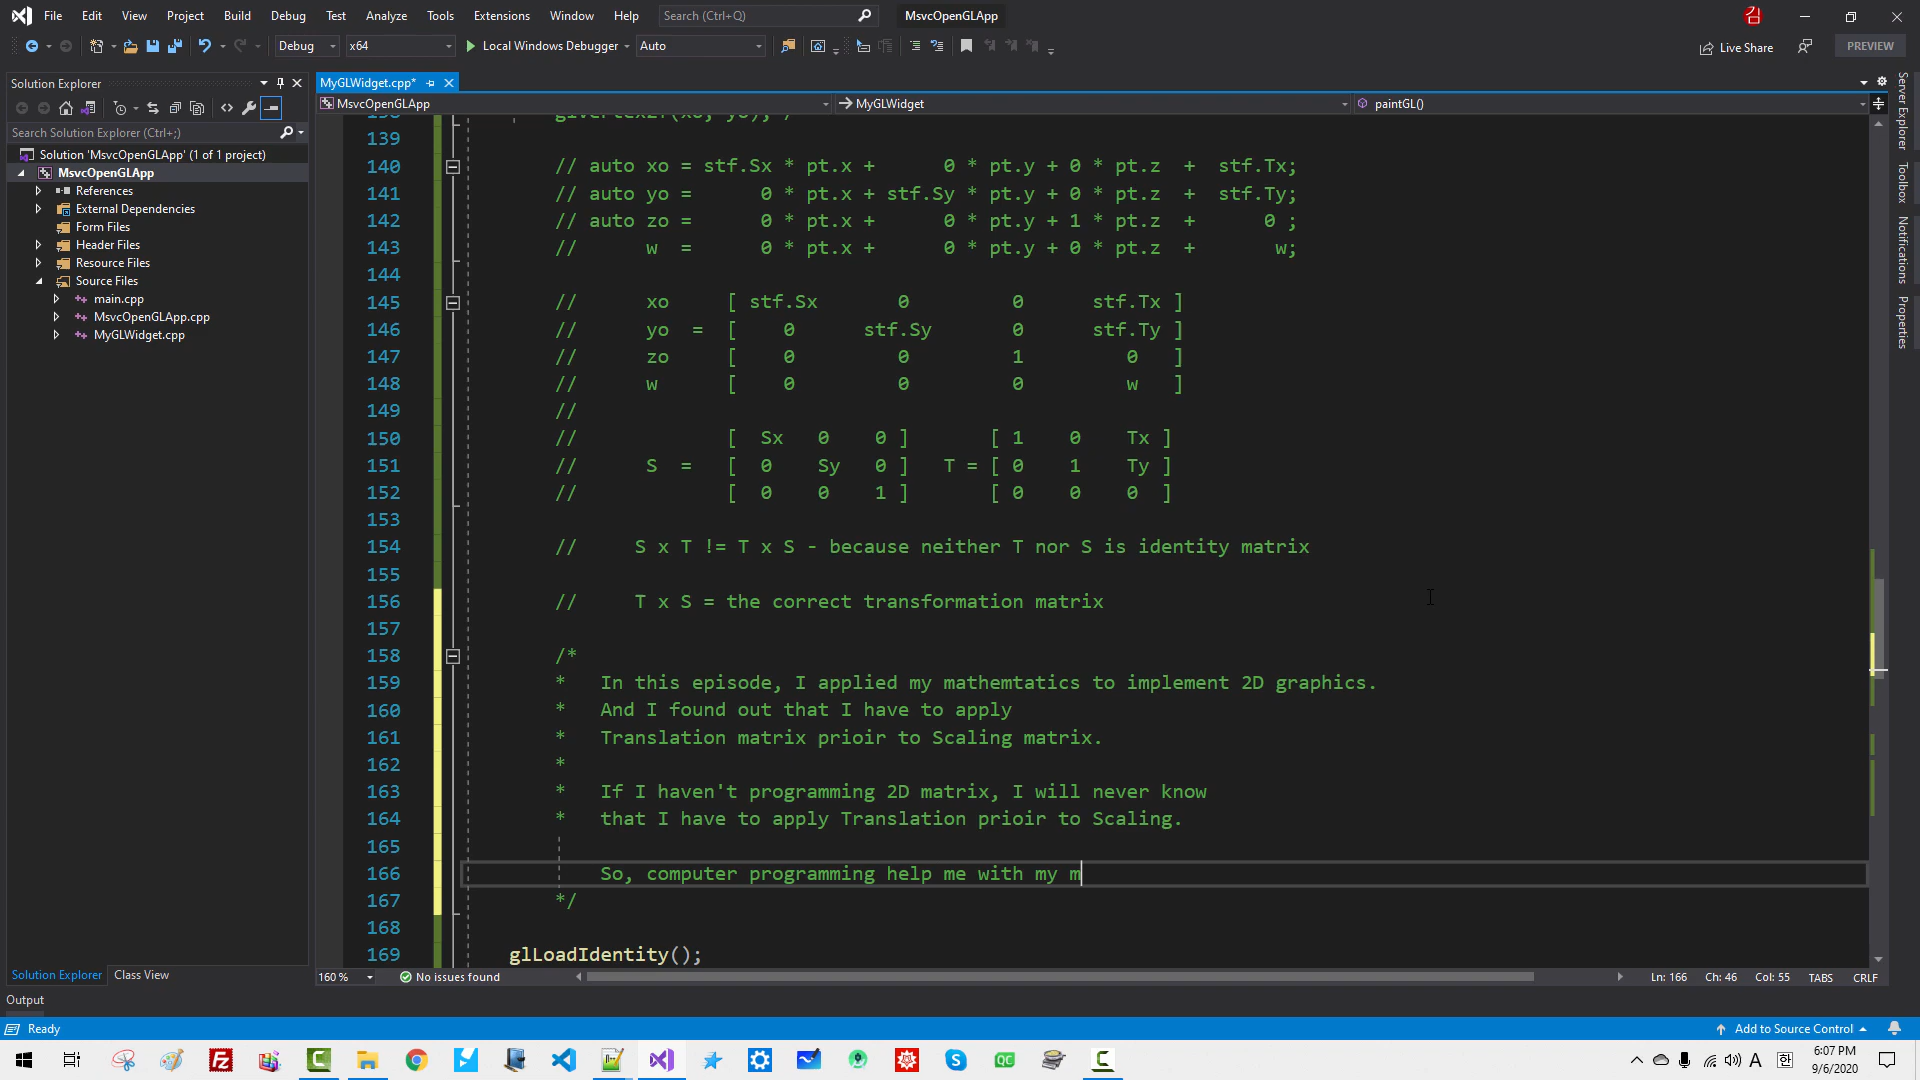 File Edit View Project Build Debug Test Analyze Tools Extensions Window Help Search (Ctrl+Q) MsvcOpenGLApp
Debug x64 Local Windows Debugger Auto Live Share PREVIEW
Solution Explorer
Search Solution Explorer (Ctrl+;)
Solution 'MsvcOpenGLApp' (1 of 1 project)
MsvcOpenGLApp
References
External Dependencies
Form Files
Header Files
Resource Files
Source Files
main.cpp
MsvcOpenGLApp.cpp
MyGLWidget.cpp
Solution Explorer Class View
MyGLWidget.cpp*
MsvcOpenGLApp MyGLWidget paintGL()
139
140 // auto xo = stf.Sx * pt.x + 0 * pt.y + 0 * pt.z + stf.Tx;
141 // auto yo = 0 * pt.x + stf.Sy * pt.y + 0 * pt.z + stf.Ty;
142 // auto zo = 0 * pt.x + 0 * pt.y + 1 * pt.z + 0 ;
143 // w = 0 * pt.x + 0 * pt.y + 0 * pt.z + w;
144
145 // xo [ stf.Sx 0 0 stf.Tx ]
146 // yo = [ 0 stf.Sy 0 stf.Ty ]
147 // zo [ 0 0 1 0 ]
148 // w [ 0 0 0 w ]
149 //
150 // [ Sx 0 0 ] [ 1 0 Tx ]
151 // S = [ 0 Sy 0 ] T = [ 0 1 Ty ]
152 // [ 0 0 1 ] [ 0 0 0 ]
153
154 // S x T != T x S - because neither T nor S is identity matrix
155
156 // T x S = the correct transformation matrix
157
158 /*
159 * In this episode, I applied my mathemtatics to implement 2D graphics.
160 * And I found out that I have to apply
161 * Translation matrix prioir to Scaling matrix.
162 *
163 * If I haven't programming 2D matrix, I will never know
164 * that I have to apply Translation prioir to Scaling.
165
166 So, computer programming help me with my m
167 */
168
169 glLoadIdentity();
160 % No issues found Ln: 166 Ch: 46 Col: 55 TABS CRLF
Server Explorer
Toolbox
Notifications
Properties
Output
Ready Add to Source Control
A 한 6:07 PM
9/6/2020